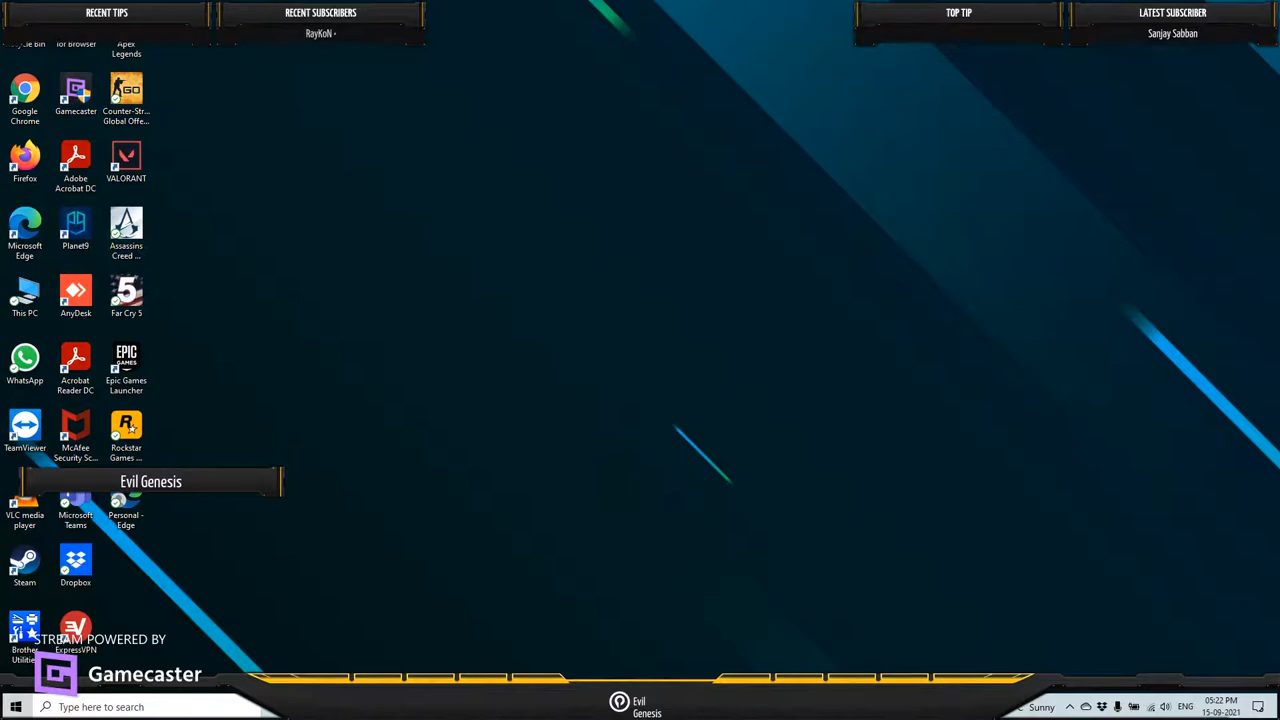 RECENT TIPS
RECENT SUBSCRIBERS
RayKoN -
TOP TIP
LATEST SUBSCRIBER
Sanjay Sabban
Tor Browser
Apex
Legends
Google
Chrome
Gamecaster
Counter-Str...
Global Offe...
Firefox
Adobe
Acrobat DC
VALORANT
Microsoft
Edge
Planet9
Assassins
Creed ...
This PC
AnyDesk
5
Far Cry 5
WhatsApp
Acrobat
Reader DC
EPIC
GAMES
Epic Games
Launcher
TeamViewer
McAfee
Security Sc...
Rockstar
Games ...
Evil Genesis
VLC media
player
Microsoft
Teams
Personal -
Edge
Steam
Dropbox
Brother
Utilities
ExpressVPN
STREAM POWERED BY
Gamecaster
Type here to search
Evil
Genesis
Sunny
ENG
05:22 PM
15-09-2021